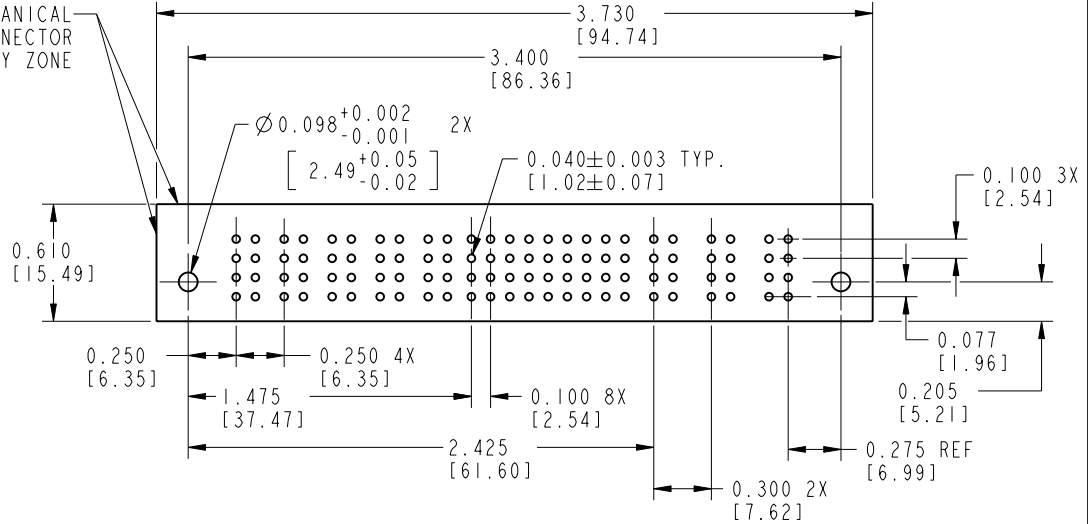 ANICAL
NECTOR
Y ZONE
3.730
[94.74]
3.400
[86.36]
Ø0.098 +0.002 -0.001 2X
[2.49 +0.05 -0.02]
0.040±0.003 TYP.
[1.02±0.07]
0.100 3X
[2.54]
0.610
[15.49]
0.250
[6.35]
0.250 4X
[6.35]
0.077
[1.96]
1.475
[37.47]
0.100 8X
[2.54]
0.205
[5.21]
2.425
[61.60]
0.275 REF
[6.99]
0.300 2X
[7.62]